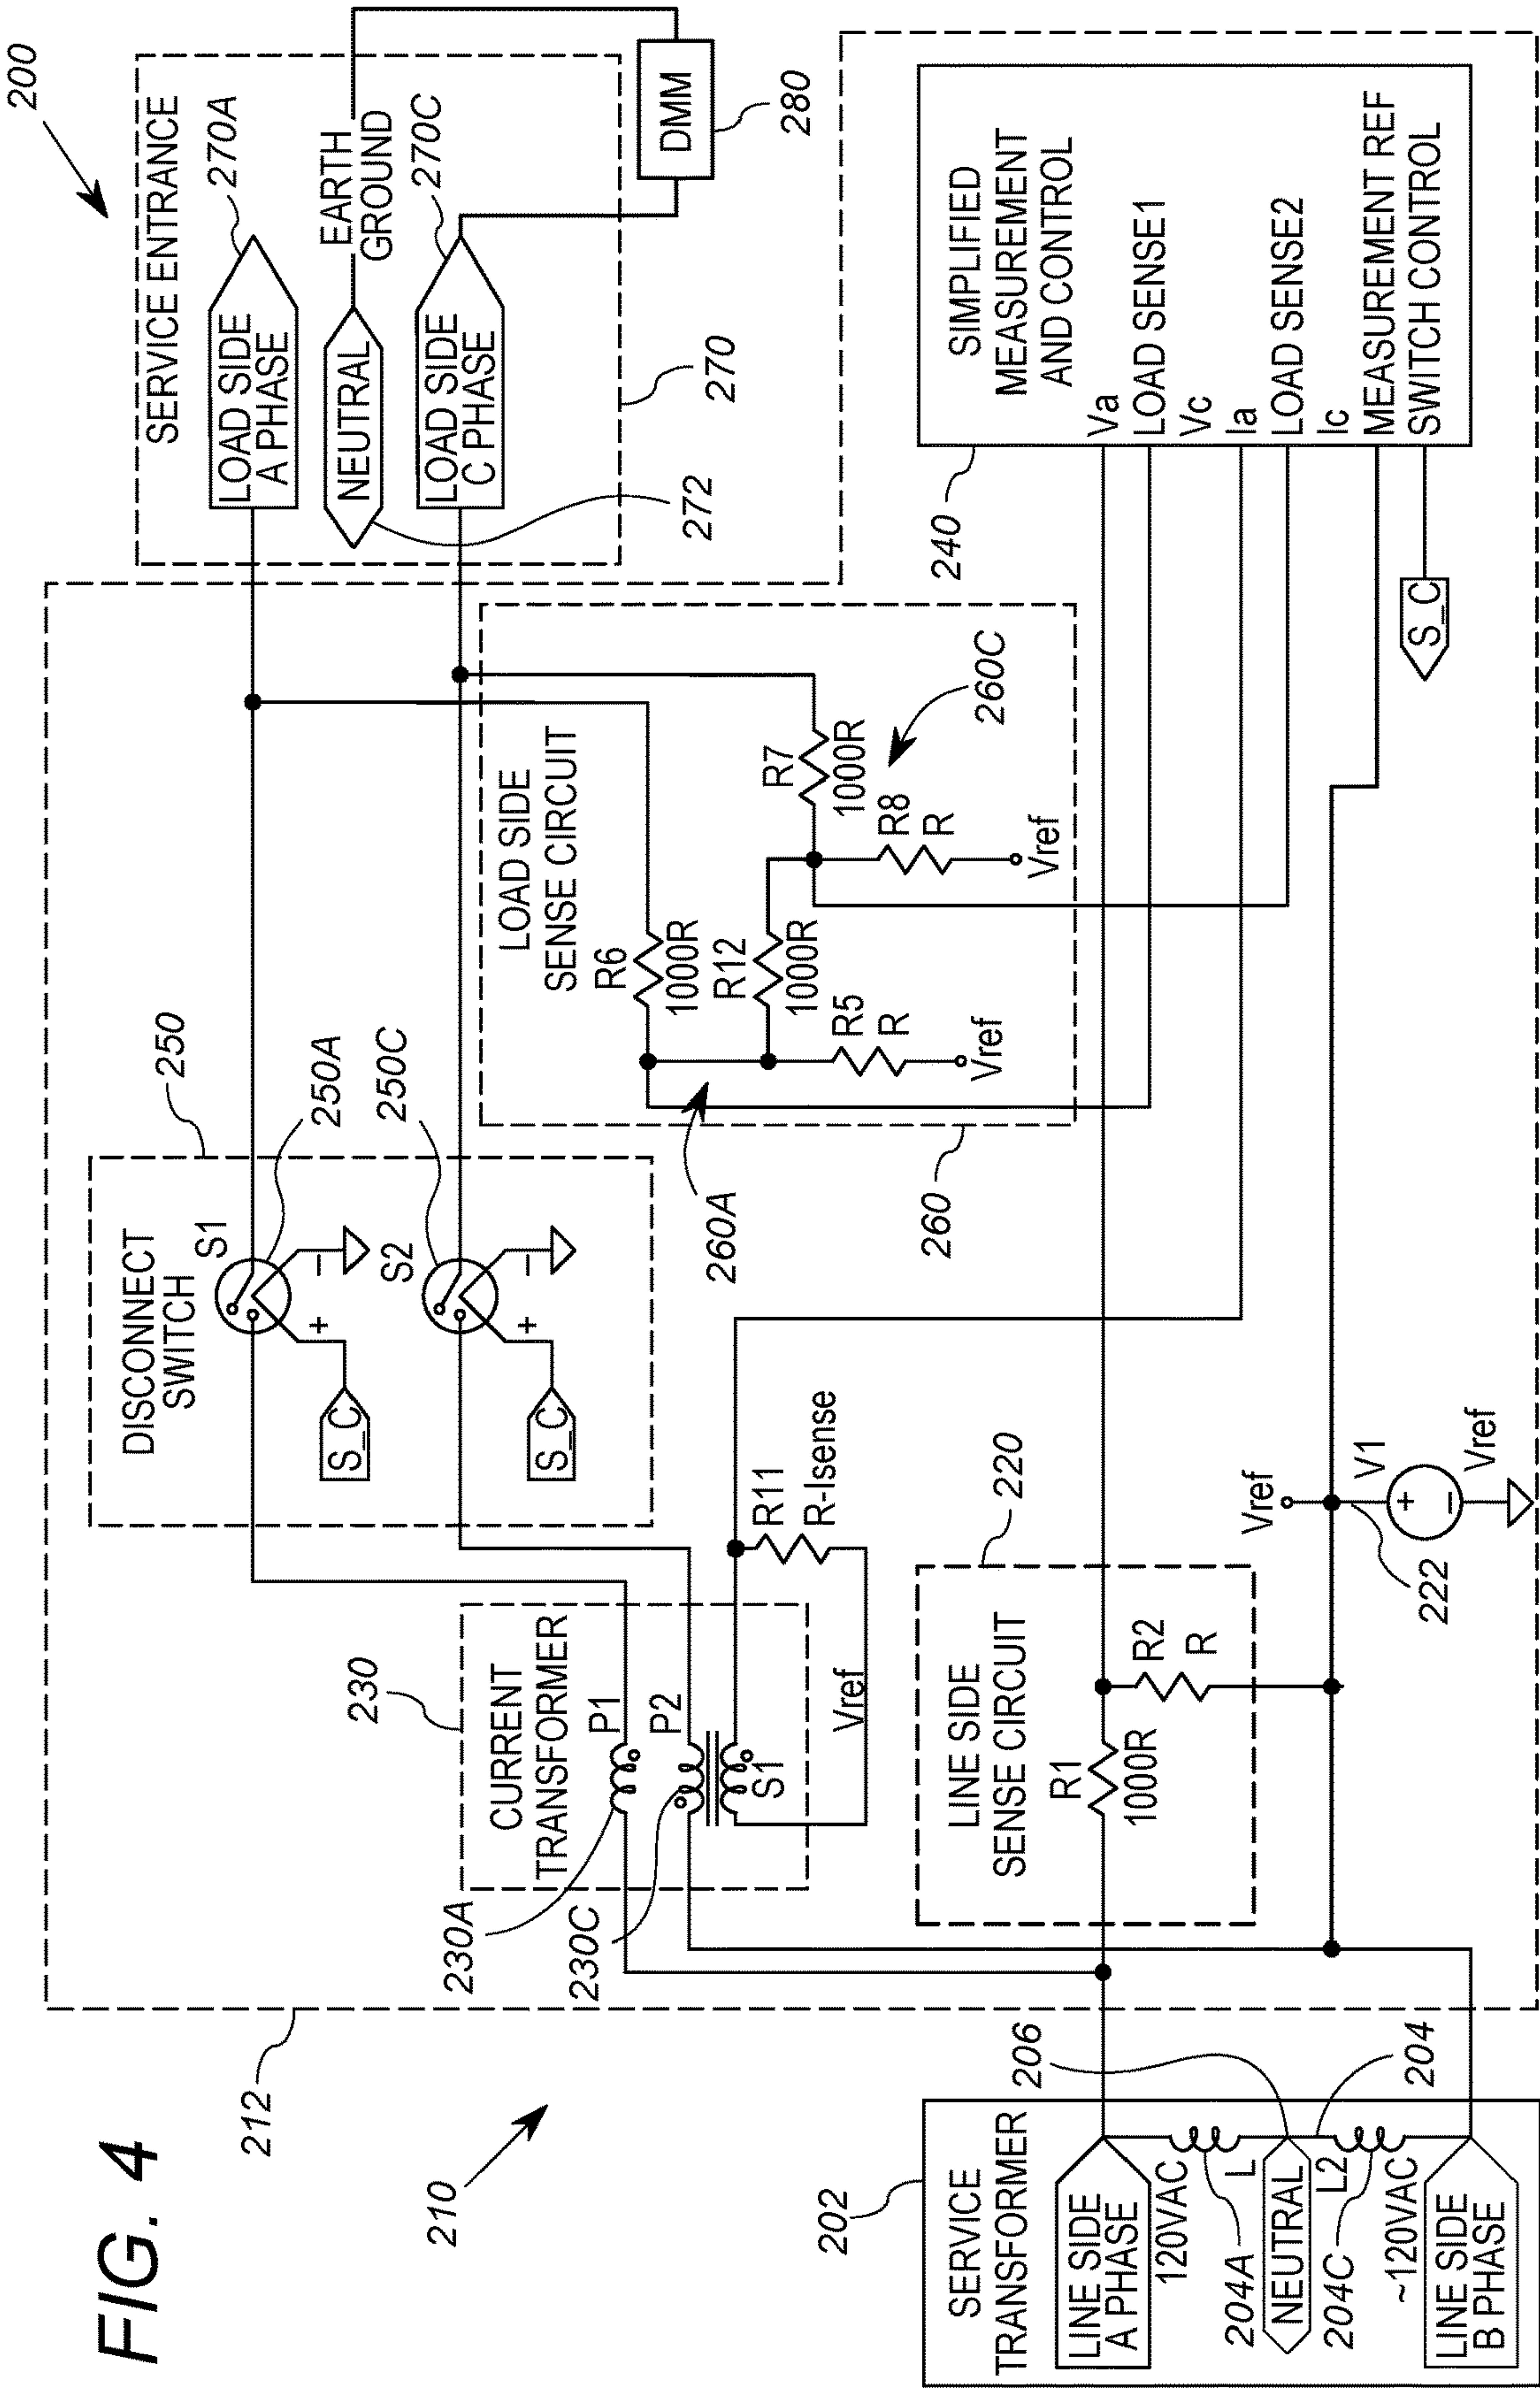 FIG. 4
200
210
212
202
SERVICE
TRANSFORMER
LINE SIDE
A PHASE
120VAC
204A
L
NEUTRAL
206
L2
204
204C
~120VAC
LINE SIDE
B PHASE
230
CURRENT
TRANSFORMER
P1
P2
S1
230A
230C
Vref
R11
R-Isense
220
LINE SIDE
SENSE CIRCUIT
R1
1000R
R2
R
Vref
V1
+
–
Vref
222
250
DISCONNECT
SWITCH
S1
250A
+
–
S_C
S2
250C
+
–
S_C
LOAD SIDE
SENSE CIRCUIT
R6
1000R
R12
1000R
R5
R
Vref
R7
1000R
R8
R
Vref
260A
260C
260
SERVICE ENTRANCE
LOAD SIDE
A PHASE
270A
NEUTRAL
EARTH
GROUND
LOAD SIDE
C PHASE
270C
272
270
DMM
280
240
SIMPLIFIED
MEASUREMENT
AND CONTROL
Va
LOAD SENSE1
Vc
Ia
LOAD SENSE2
Ic
MEASUREMENT REF
SWITCH CONTROL
S_C